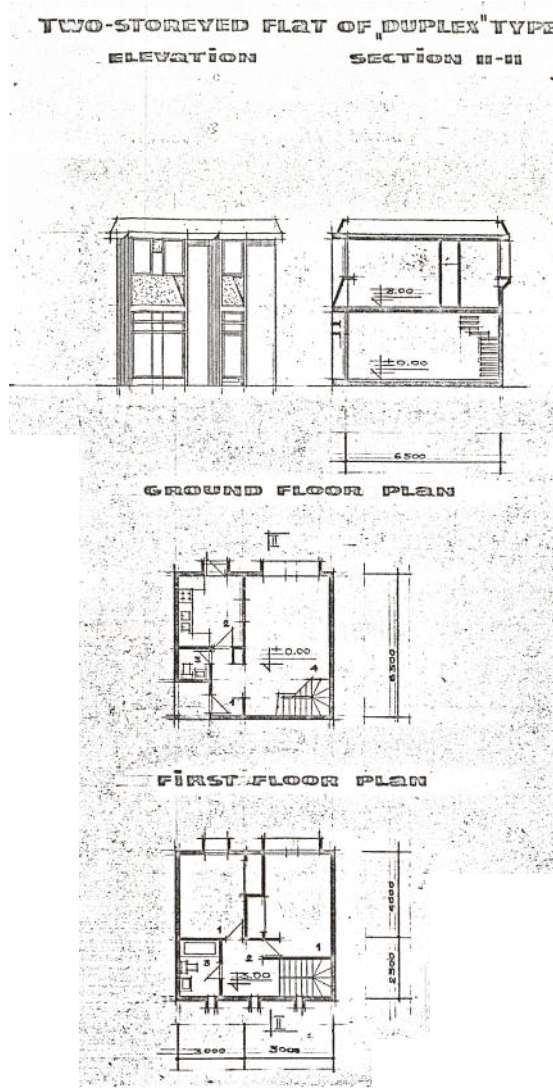 TWO-STOREYED FLAT OF „DUPLEX" TYPE
ELEVATION
SECTION II-II
3.00
± 0.00
6500
GROUND FLOOR PLAN
II
2
3
± 0.00
4
1
6500
FIRST FLOOR PLAN
1
2
1
3
3.00
4000
2500
II
3000